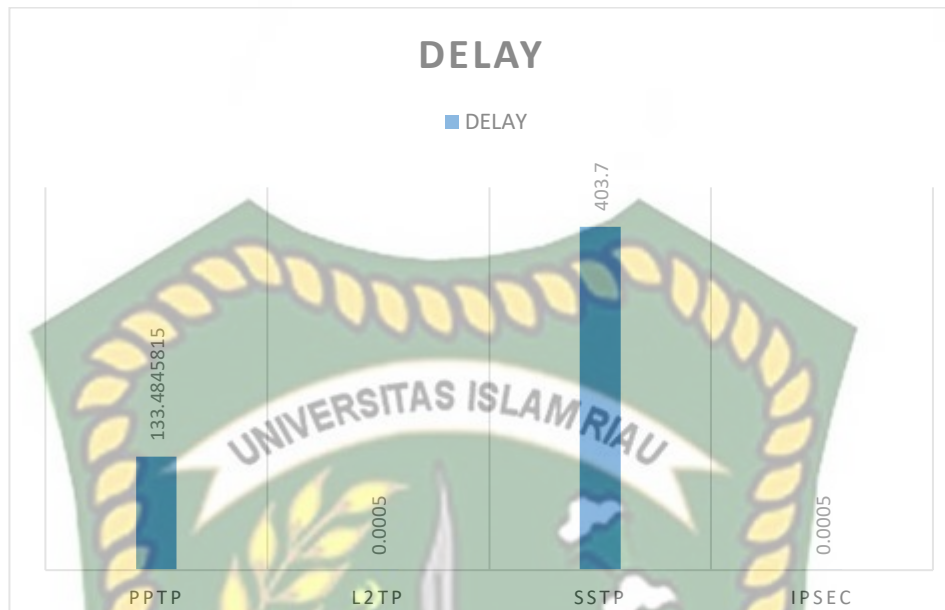 DELAY
DELAY
403.7
133.4845815
0.0005
0.0005
UNIVERSITAS ISLAM RIAU
PPTP L2TP SSTP IPSEC